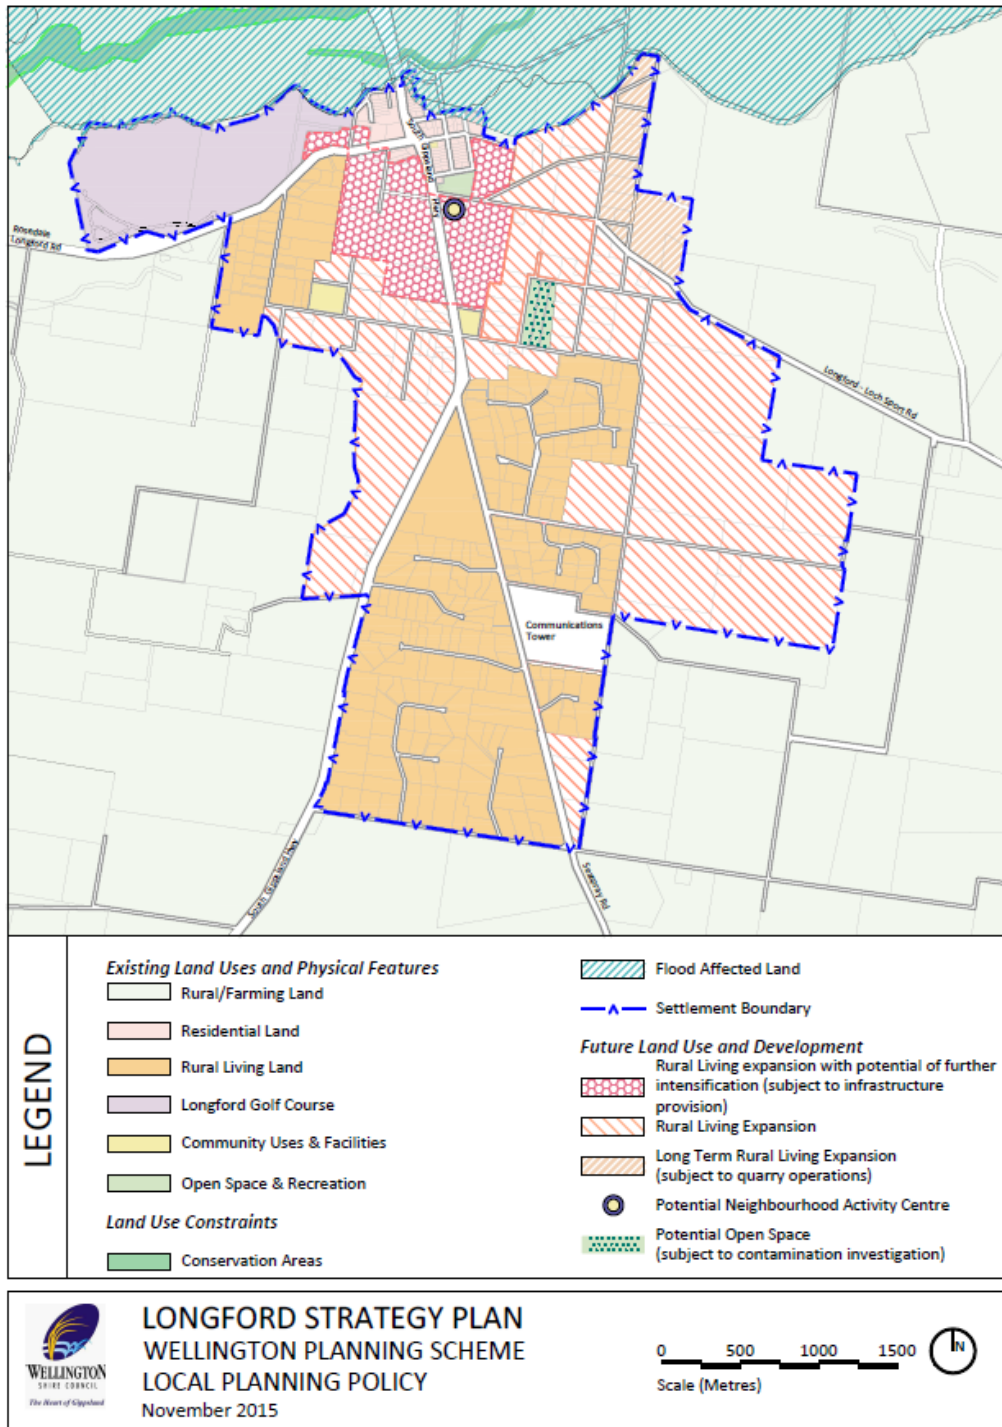 South Gippsland
Hwy
Rosedale
Longford Rd
Longford - Loch Sport Rd
Communications
Tower
South Gippsland Hwy
Seaspray Rd
LEGEND
Existing Land Uses and Physical Features
Rural/Farming Land
Residential Land
Rural Living Land
Longford Golf Course
Community Uses & Facilities
Open Space & Recreation
Land Use Constraints
Conservation Areas
Flood Affected Land
Settlement Boundary
Future Land Use and Development
Rural Living expansion with potential of further
intensification (subject to infrastructure
provision)
Rural Living Expansion
Long Term Rural Living Expansion
(subject to quarry operations)
Potential Neighbourhood Activity Centre
Potential Open Space
(subject to contamination investigation)
WELLINGTON
SHIRE COUNCIL
The Heart of Gippsland
LONGFORD STRATEGY PLAN
WELLINGTON PLANNING SCHEME
LOCAL PLANNING POLICY
November 2015
0 500 1000 1500
Scale (Metres)
N